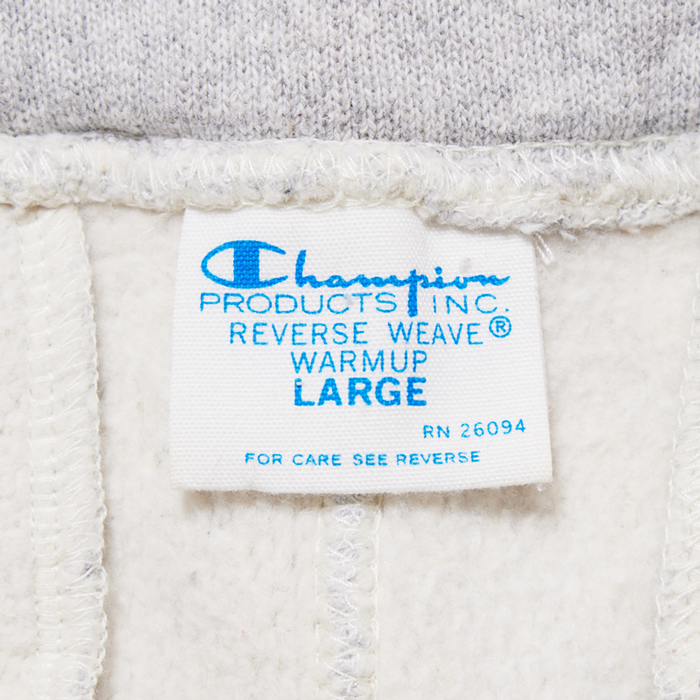 Champion
PRODUCTS INC.
REVERSE WEAVE®
WARMUP
LARGE
RN 26094
FOR CARE SEE REVERSE